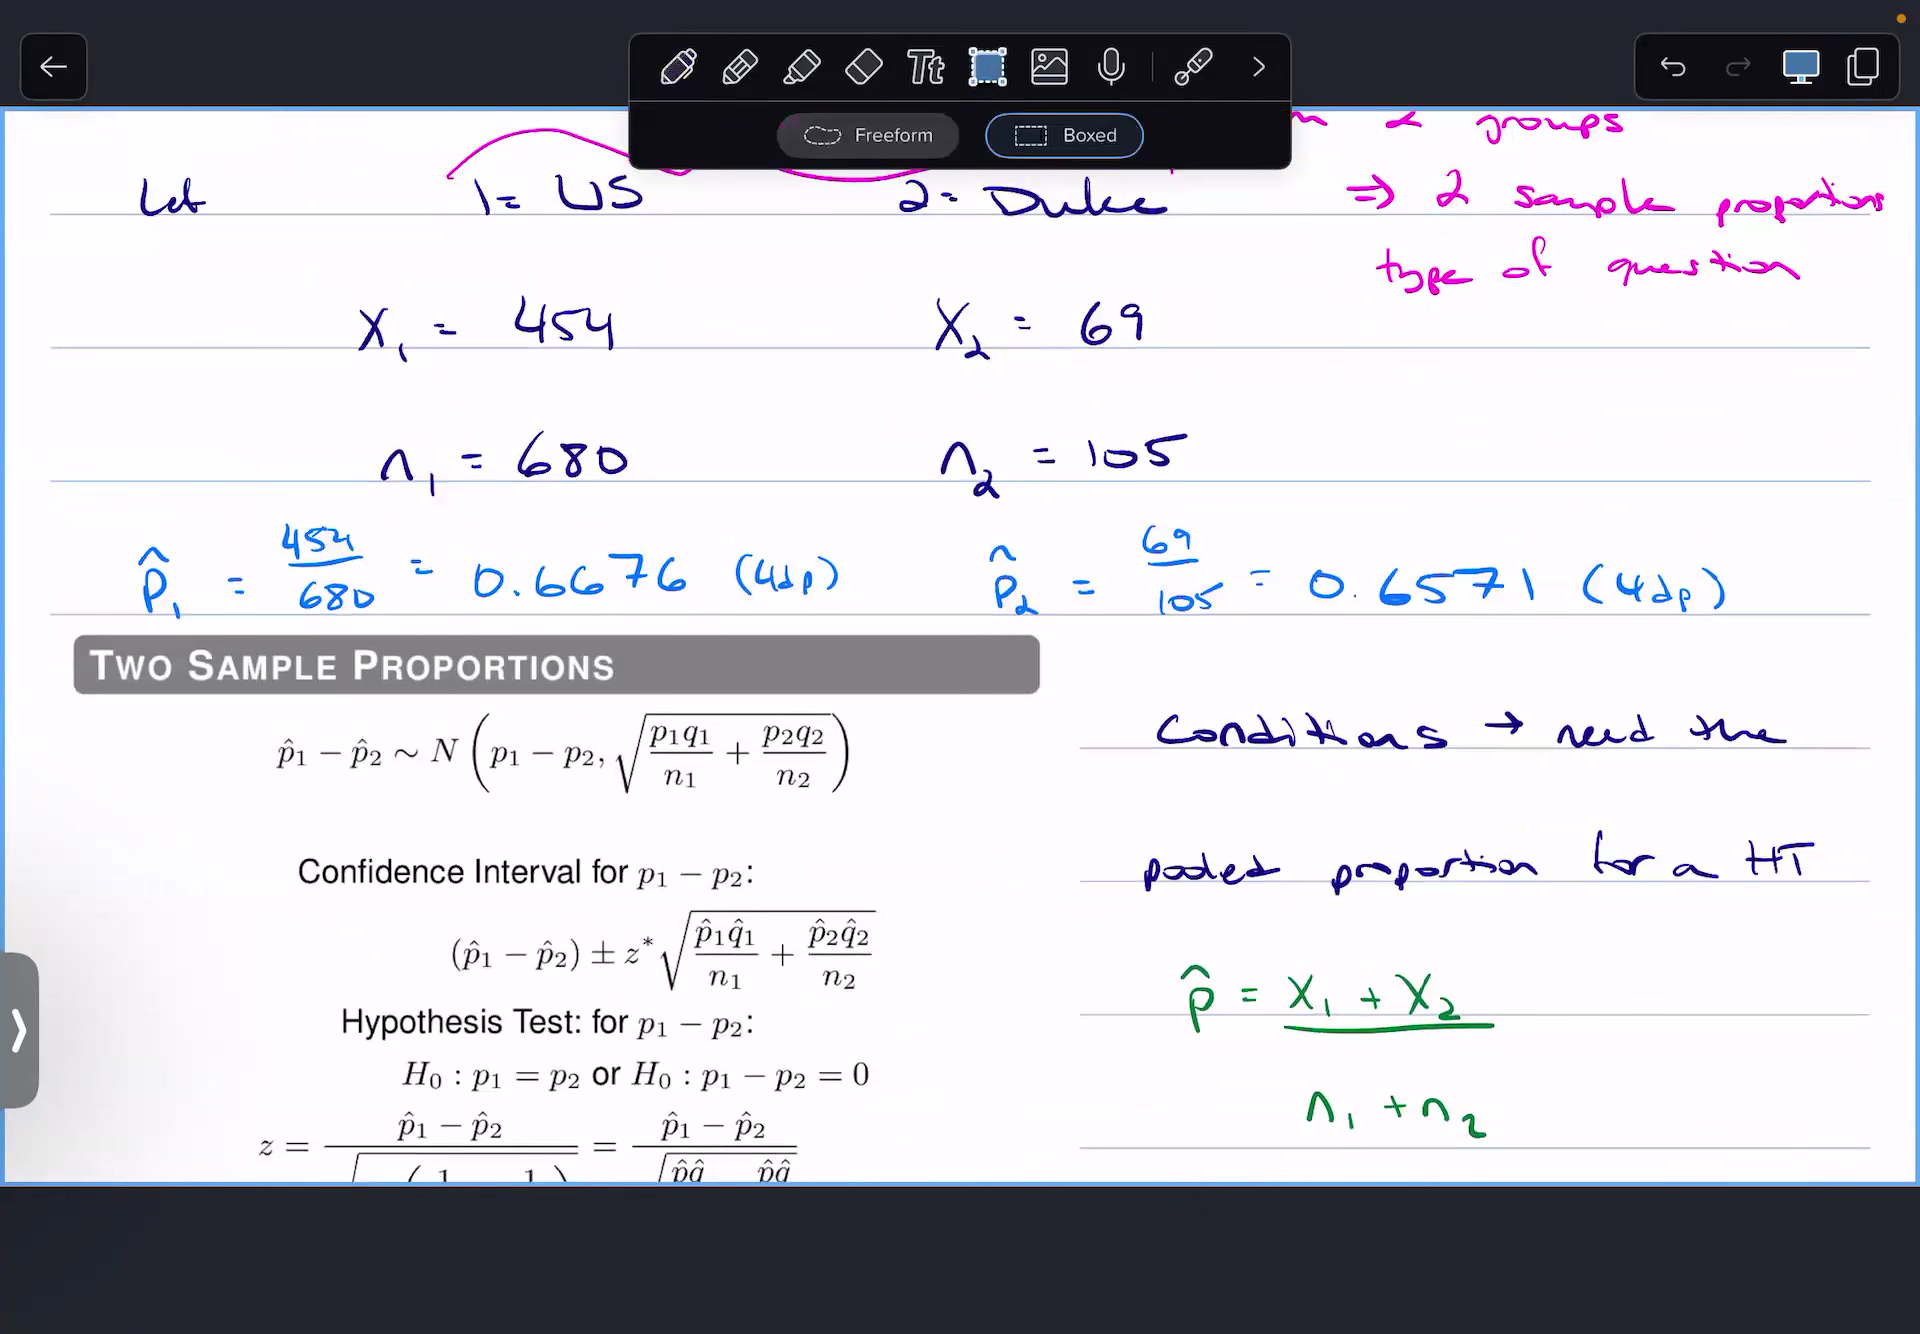 Tt
Freeform
Boxed
2 groups
Let 1= US 2= Duke
=> 2 sample proportions
type of question
X₁ = 454 X₂ = 69
n₁ = 680 n₂ = 105
p̂₁ = 454/680 = 0.6676 (4dp) p̂₂ = 69/105 = 0.6571 (4dp)
TWO SAMPLE PROPORTIONS
p̂₁ − p̂₂ ∼ N (p₁ − p₂, √(p₁q₁/n₁ + p₂q₂/n₂))
Conditions → need the
pooled proportion for a HT
p̂ = X₁ + X₂
n₁ + n₂
Confidence Interval for p₁ − p₂:
(p̂₁ − p̂₂) ± z* √(p̂₁q̂₁/n₁ + p̂₂q̂₂/n₂)
Hypothesis Test: for p₁ − p₂:
H₀ : p₁ = p₂ or H₀ : p₁ − p₂ = 0
z = p̂₁ − p̂₂ = p̂₁ − p̂₂